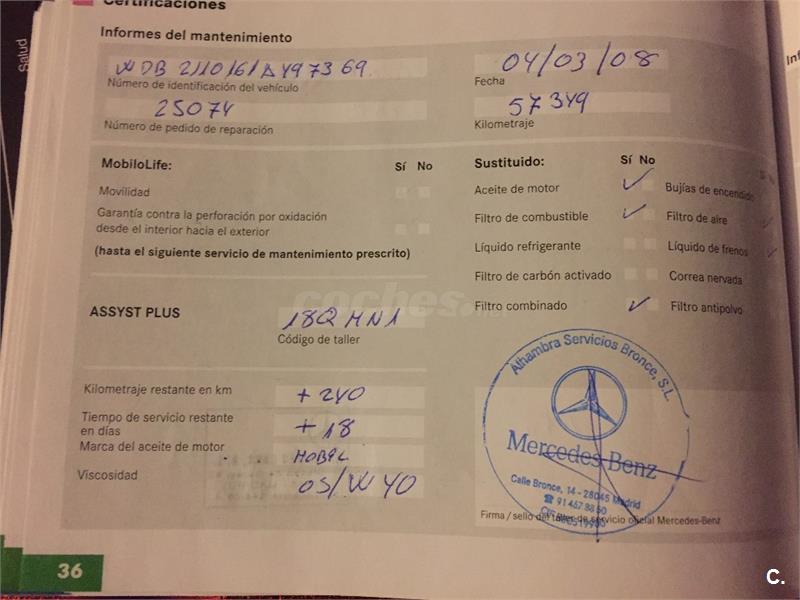 Certificaciones
Salud
Informes del mantenimiento
WDB 2110161A497369
Número de identificación del vehículo
04/03/08
Fecha
25074
Número de pedido de reparación
57349
Kilometraje
MobiloLife: Sí No
Movilidad
Garantía contra la perforación por oxidación
desde el interior hacia el exterior
(hasta el siguiente servicio de mantenimiento prescrito)
Sustituido: Sí No
Aceite de motor
Bujías de encendido
Filtro de combustible
Filtro de aire
Líquido refrigerante
Líquido de frenos
Filtro de carbón activado
Correa nervada
Filtro combinado
Filtro antipolvo
coches.net
ASSYST PLUS
18QMN1
Código de taller
Kilometraje restante en km
+ 240
Tiempo de servicio restante
en días
+ 18
Marca del aceite de motor
MOBIL
Viscosidad
05/W40
Alhambra Servicios Bronce, S.L.
Mercedes-Benz
Calle Bronce, 14 - 28045 Madrid
Firma / sello del taller de servicio oficial Mercedes-Benz
36
C.